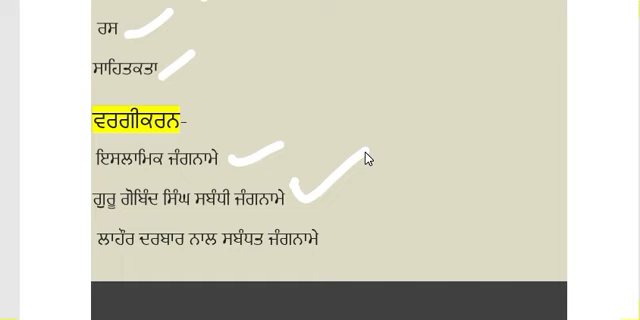 ਰਸ
ਸਾਹਿਤਕਤਾ
ਵਰਗੀਕਰਨ-
ਇਸਲਾਮਿਕ ਜੰਗਨਾਮੇ
ਗੁਰੂ ਗੋਬਿੰਦ ਸਿੰਘ ਸਬੰਧੀ ਜੰਗਨਾਮੇ
ਲਾਹੌਰ ਦਰਬਾਰ ਨਾਲ ਸਬੰਧਤ ਜੰਗਨਾਮੇ